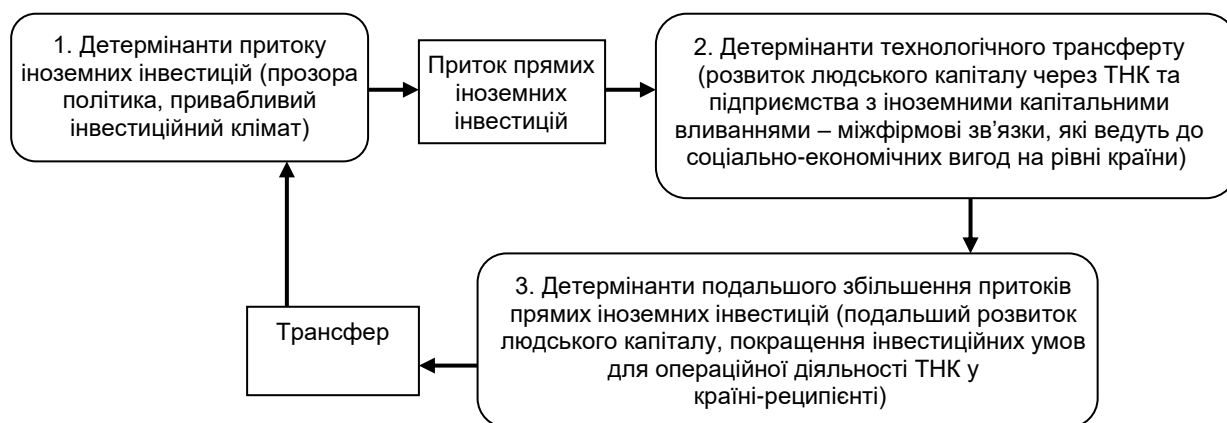 1. Детермінанти притоку
іноземних інвестицій (прозора
політика, привабливий
інвестиційний клімат)
Приток прямих
іноземних
інвестицій
2. Детермінанти технологічного трансферту
(розвиток людського капіталу через ТНК та
підприємства з іноземними капітальними
вливаннями – міжфірмові зв’язки, які ведуть до
соціально-економічних вигод на рівні країни)
3. Детермінанти подальшого збільшення притоків
прямих іноземних інвестицій (подальший розвиток
людського капіталу, покращення інвестиційних умов
для операційної діяльності ТНК у
країні-реципієнті)
Трансфер